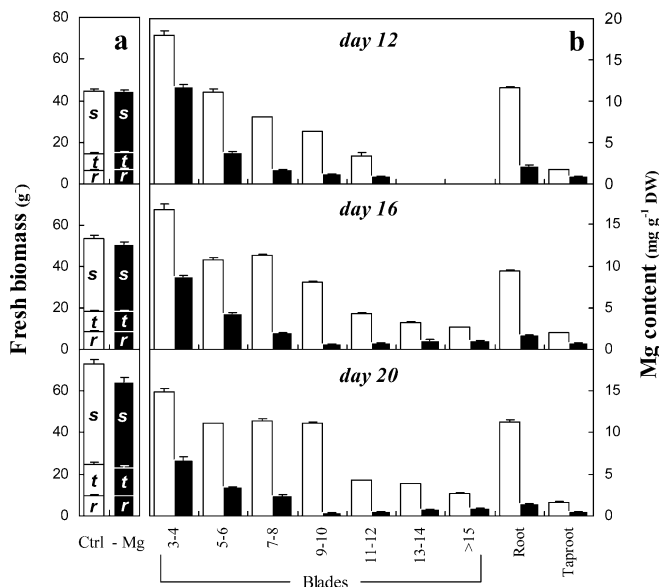 a
b
day 12
day 16
day 20
Fresh biomass (g)
Mg content (mg g-1 DW)
80
60
40
20
0
60
40
20
0
60
40
20
0
20
15
10
5
0
15
10
5
0
15
10
5
0
s
t
r
s
t
r
s
t
r
s
t
r
s
t
r
s
t
r
Ctrl - Mg
3-4
5-6
7-8
9-10
11-12
13-14
>15
Root
Taproot
Blades